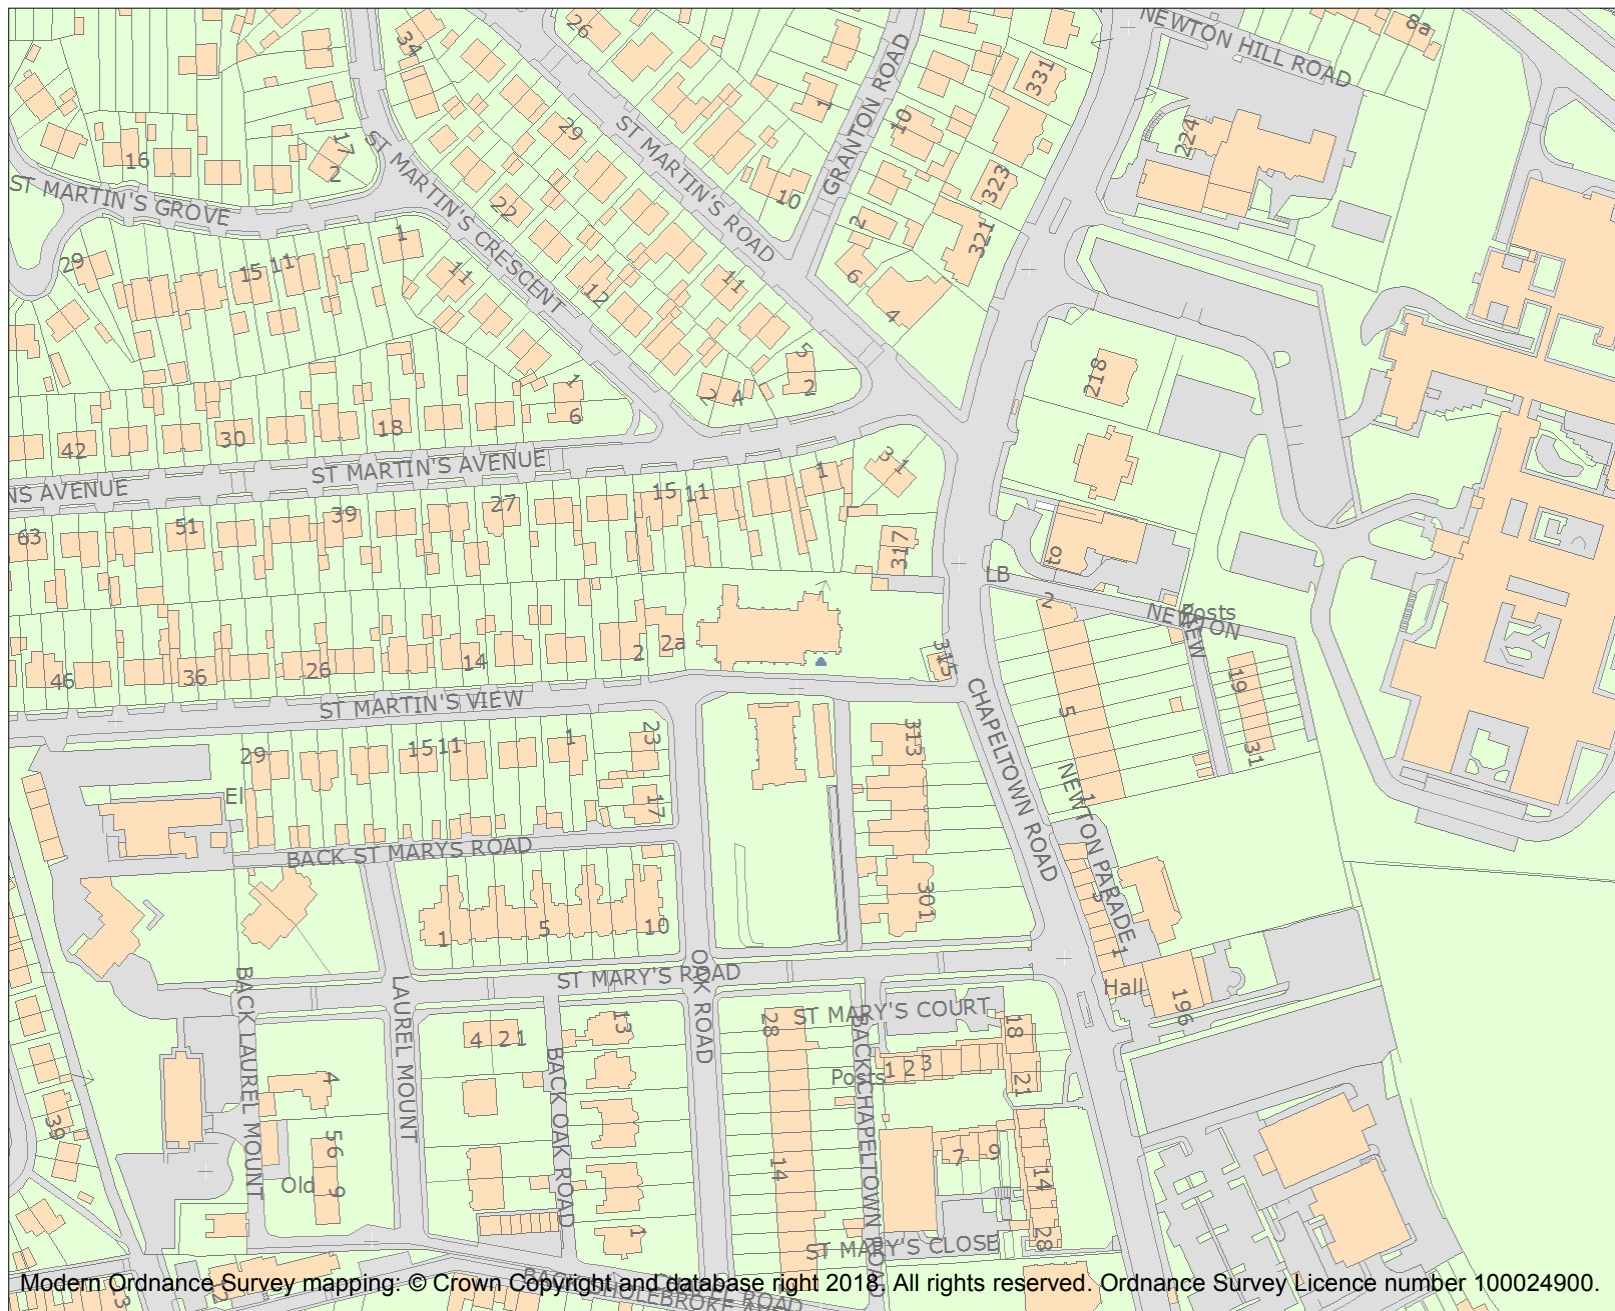 NEWTON HILL ROAD
8a
26
34
331
GRANTON ROAD
1
10
224
29
17
2
16
ST MARTIN'S ROAD
ST MARTIN'S CRESCENT
ST MARTIN'S GROVE
323
10
22
2
321
1
29
15 11
11
12
11
6
4
5
2
2 4
218
1
6
18
30
42
ST MARTIN'S AVENUE
NS AVENUE
31
1
15 11
27
39
51
63
317
to
LB
2
Posts
NEWTON
VIEW
315
2a
2
14
26
36
46
19
31
5
1
ST MARTIN'S VIEW
CHAPELTOWN ROAD
313
23
1
15 11
29
El
17
BACK ST MARYS ROAD
NEWTON PARADE
3
1
301
10
5
1
ST MARY'S ROAD
OAK ROAD
LAUREL MOUNT
BACK LAUREL MOUNT
Hall
196
ST MARY'S COURT
18
28
13
4 2 1
BACK CHAPELTOWN ROAD
BACK OAK ROAD
1 2 3
Posts
21
4
39
5 6
9
Old
14
7 9
14
1
28
ST MARY'S CLOSE
Modern Ordnance Survey mapping: © Crown Copyright and database right 2018. All rights reserved. Ordnance Survey Licence number 100024900.
13